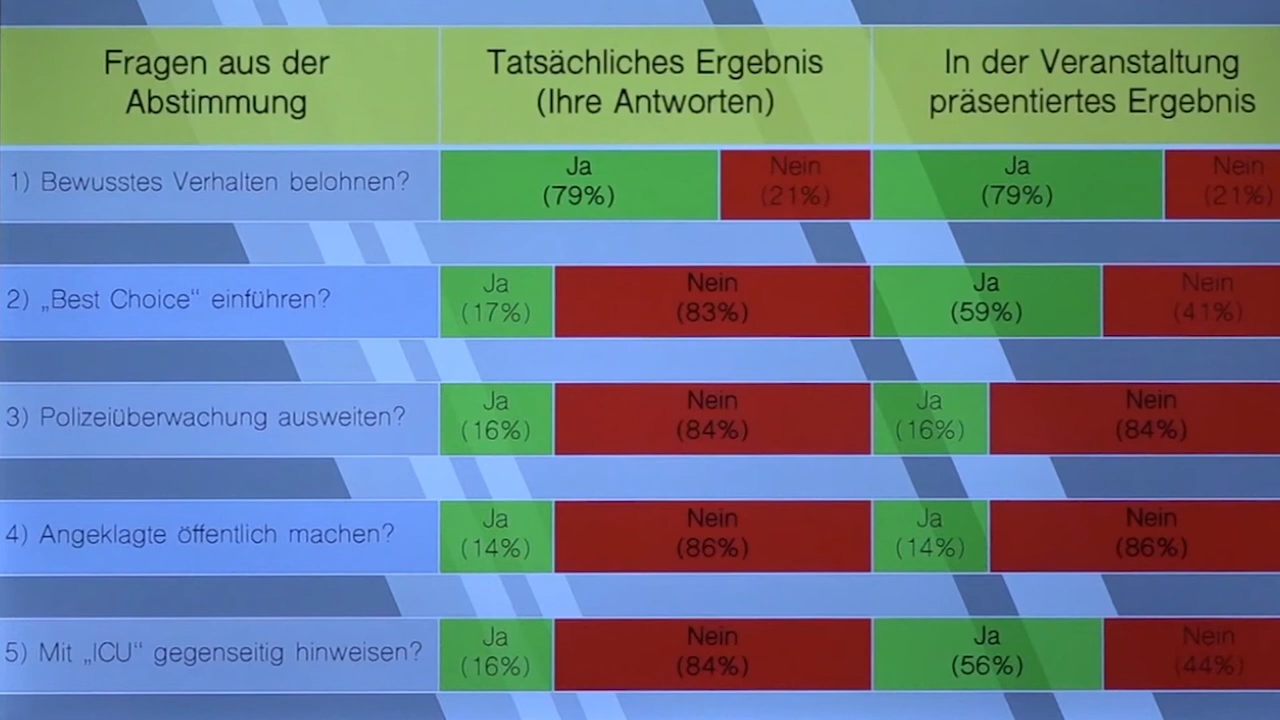 Fragen aus der
Abstimmung
Tatsächliches Ergebnis
(Ihre Antworten)
In der Veranstaltung
präsentiertes Ergebnis
1) Bewusstes Verhalten belohnen?
Ja
(79%)
Nein
(21%)
Ja
(79%)
Nein
(21%)
2) „Best Choice“ einführen?
Ja
(17%)
Nein
(83%)
Ja
(59%)
Nein
(41%)
3) Polizeiüberwachung ausweiten?
Ja
(16%)
Nein
(84%)
Ja
(16%)
Nein
(84%)
4) Angeklagte öffentlich machen?
Ja
(14%)
Nein
(86%)
Ja
(14%)
Nein
(86%)
5) Mit „ICU“ gegenseitig hinweisen?
Ja
(16%)
Nein
(84%)
Ja
(56%)
Nein
(44%)